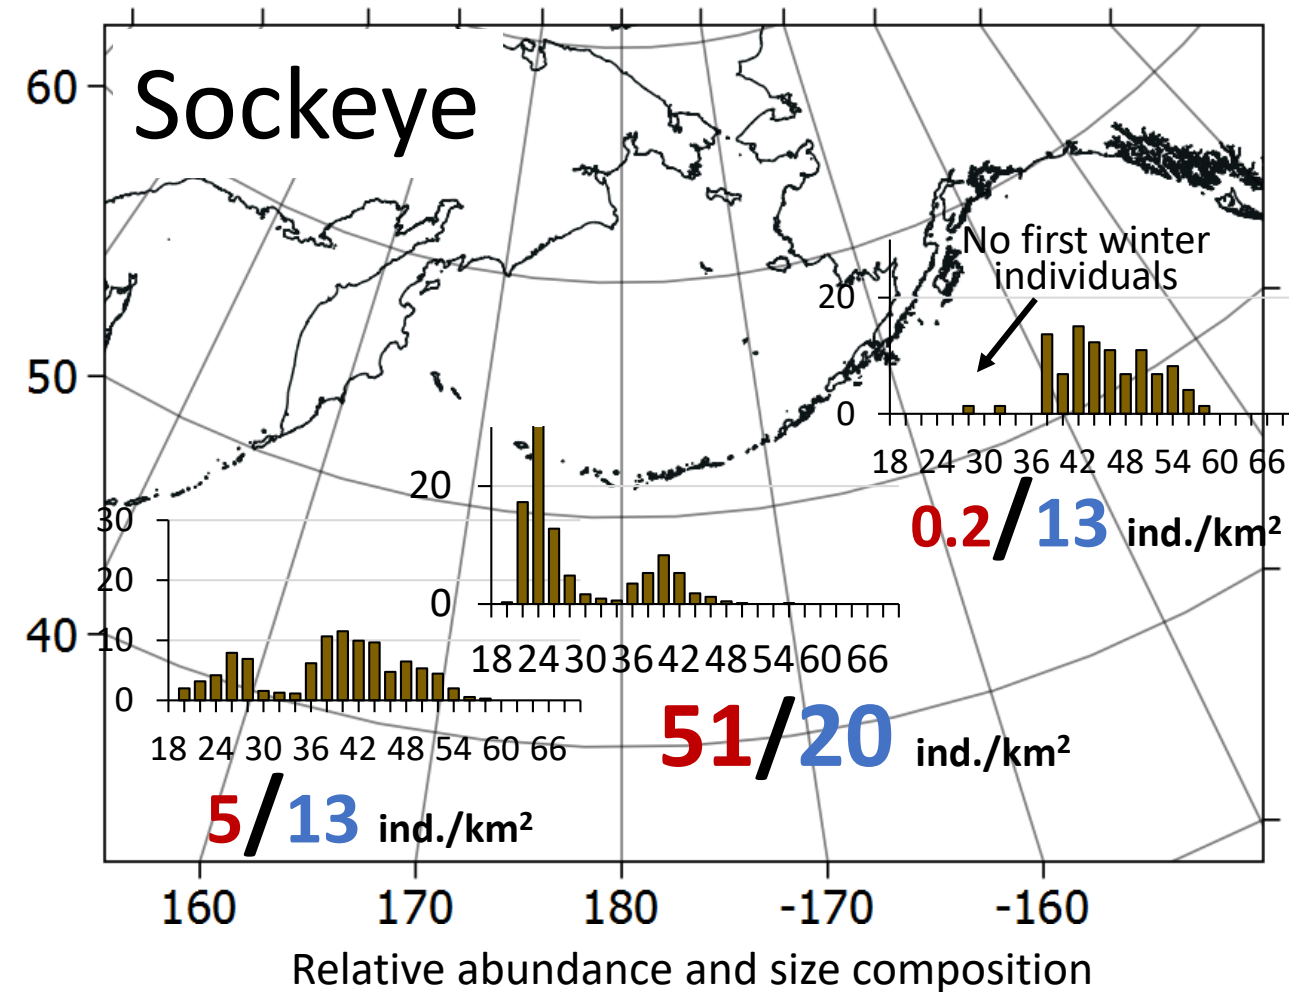 Sockeye
60
50
40
No first winter
individuals
20
0
18 24 30 36 42 48 54 60 66
0.2/13 ind./km²
20
0
18 24 30 36 42 48 54 60 66
51/20 ind./km²
30
20
10
0
18 24 30 36 42 48 54 60 66
5/13 ind./km²
160 170 180 -170 -160
Relative abundance and size composition